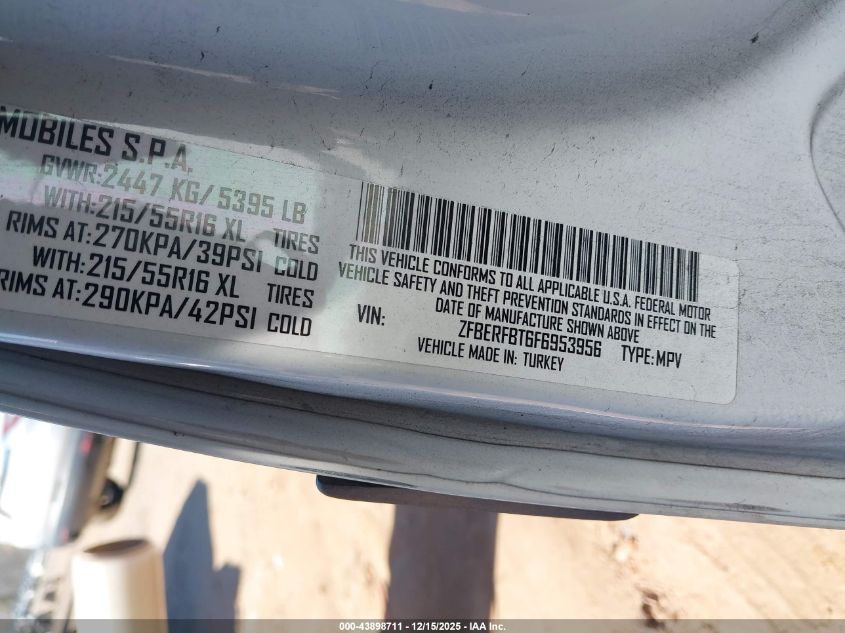 MOBILES S.P.A.
GVWR:2447 KG/ 5395 LB
WITH:215/55R16 XL TIRES
RIMS AT:270KPA/39PSI COLD
WITH:215/55R16 XL TIRES
RIMS AT:290KPA/42PSI COLD
THIS VEHICLE CONFORMS TO ALL APPLICABLE U.S.A. FEDERAL MOTOR
VEHICLE SAFETY AND THEFT PREVENTION STANDARDS IN EFFECT ON THE
DATE OF MANUFACTURE SHOWN ABOVE
VIN: ZFBERFBT6F6953956 TYPE:MPV
VEHICLE MADE IN: TURKEY
000-43898711 - 12/15/2025 - IAA Inc.